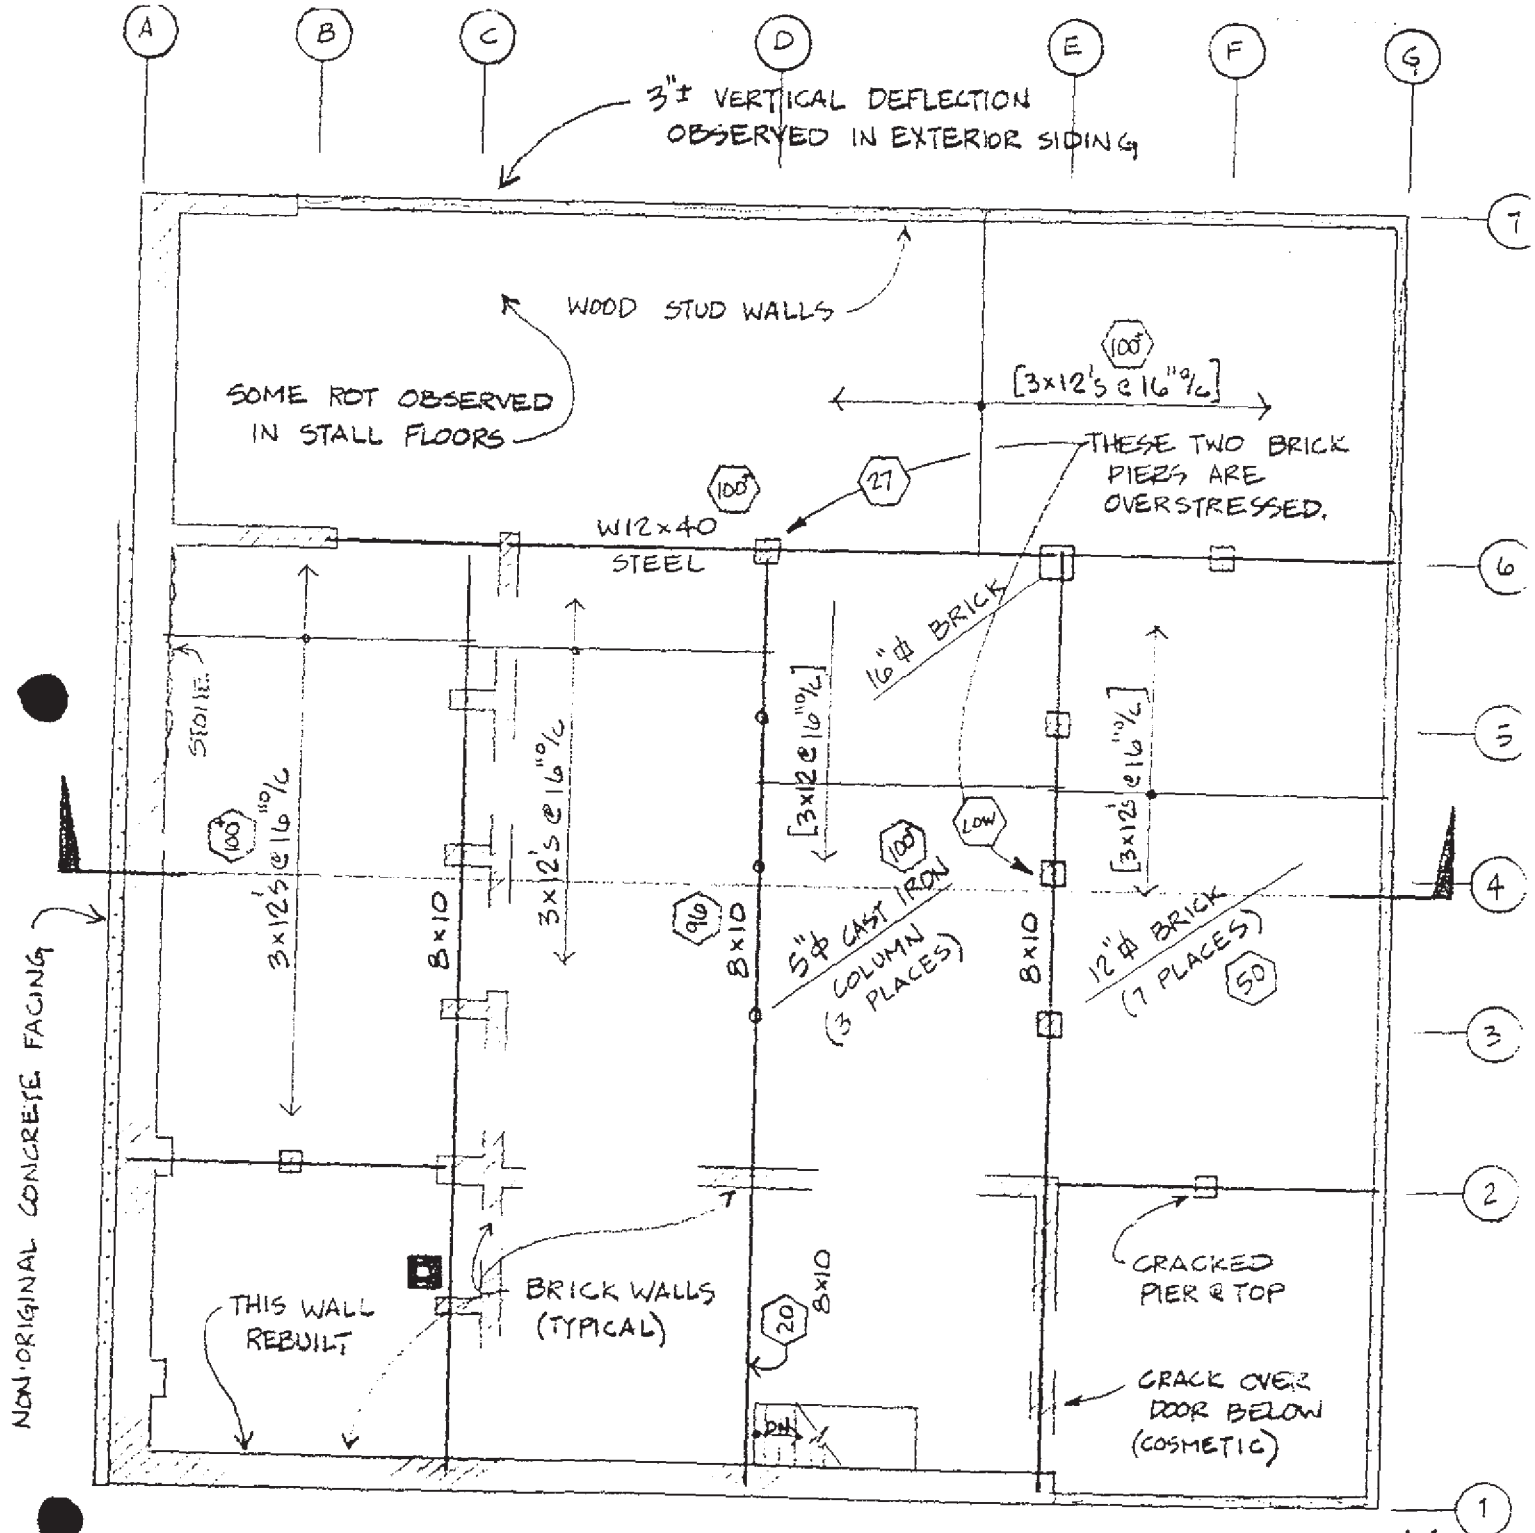 A B C D E F G
3"± VERTICAL DEFLECTION
OBSERVED IN EXTERIOR SIDING
7
WOOD STUD WALLS
100+
[3x12's @ 16" o/c]
SOME ROT OBSERVED
IN STALL FLOORS
THESE TWO BRICK
PIERS ARE
OVERSTRESSED.
27
100+
W12x40
STEEL
6
16"⌀ BRICK
STONE
[3x12 @ 16" o/c]
[3x12's @ 16" o/c]
5
3x12's @ 16" o/c
3x12's @ 16" o/c
100+
LOW
100+
4
8x10
96
8x10
5"⌀ CAST IRON
COLUMN
(3 PLACES)
8x10
12"⌀ BRICK
(7 PLACES)
50
3
NON-ORIGINAL CONCRETE FACING
2
CRACKED
PIER @ TOP
THIS WALL
REBUILT
BRICK WALLS
(TYPICAL)
20
8x10
CRACK OVER
DOOR BELOW
(COSMETIC)
DN
1